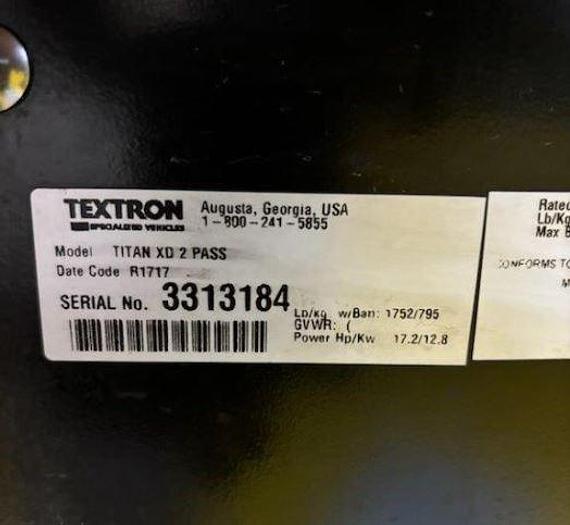 TEXTRON
SPECIALIZED VEHICLES
Augusta, Georgia, USA
1-800-241-5855
Model TITAN XD 2 PASS
Date Code R1717
SERIAL No. 3313184
Lb/kg w/Bat: 1752/795
GVWR: (
Power Hp/Kw 17.2/12.8
Rated
Lb/Kg
Max B
CONFORMS TO
M